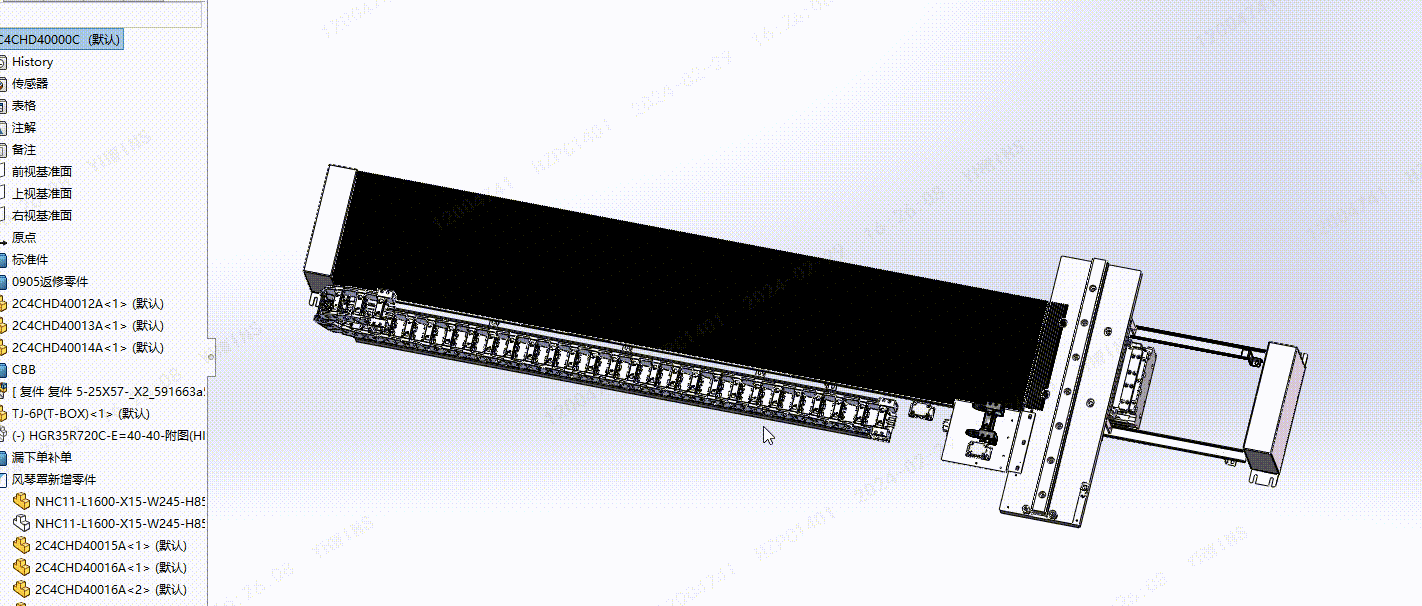 C4CHD40000C (默认)
History
传感器
表格
注解
备注
前视基准面
上视基准面
右视基准面
原点
标准件
0905返修零件
2C4CHD40012A<1> (默认)
2C4CHD40013A<1> (默认)
2C4CHD40014A<1> (默认)
CBB
[ 复件 复件 5-25X57-_X2_591663a
TJ-6P(T-BOX)<1> (默认)
(-) HGR35R720C-E=40-40-附图(HI
漏下单补单
风琴罩新增零件
NHC11-L1600-X15-W245-H85
NHC11-L1600-X15-W245-H85
2C4CHD40015A<1> (默认)
2C4CHD40016A<1> (默认)
2C4CHD40016A<2> (默认)